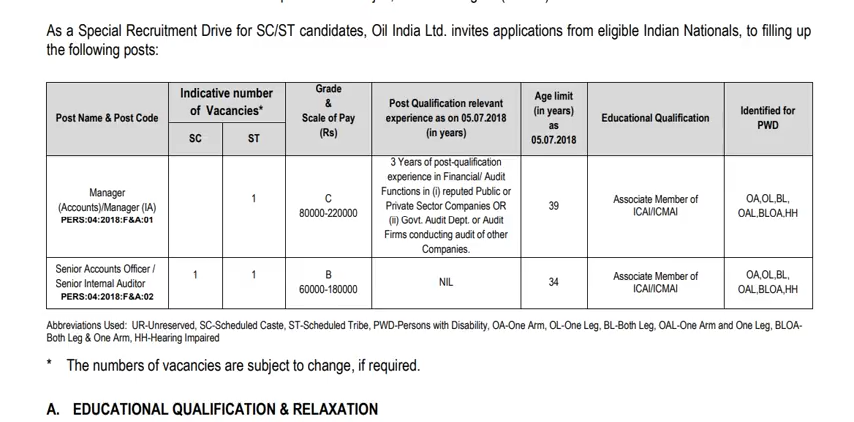 As a Special Recruitment Drive for SC/ST candidates, Oil India Ltd. invites applications from eligible Indian Nationals, to filling up
the following posts:
Post Name & Post Code
Indicative number
of Vacancies*
SC
ST
Grade
&
Scale of Pay
(Rs)
Post Qualification relevant
experience as on 05.07.2018
(in years)
Age limit
(in years)
as
05.07.2018
Educational Qualification
Identified for
PWD
Manager
(Accounts)/Manager (IA)
PERS:04:2018:F&A:01
1
C
80000-220000
3 Years of post-qualification
experience in Financial/ Audit
Functions in (i) reputed Public or
Private Sector Companies OR
(ii) Govt. Audit Dept. or Audit
Firms conducting audit of other
Companies.
39
Associate Member of
ICAI/ICMAI
OA,OL,BL,
OAL,BLOA,HH
Senior Accounts Officer /
Senior Internal Auditor
PERS:04:2018:F&A:02
1
1
B
60000-180000
NIL
34
Associate Member of
ICAI/ICMAI
OA,OL,BL,
OAL,BLOA,HH
Abbreviations Used: UR-Unreserved, SC-Scheduled Caste, ST-Scheduled Tribe, PWD-Persons with Disability, OA-One Arm, OL-One Leg, BL-Both Leg, OAL-One Arm and One Leg, BLOA-
Both Leg & One Arm, HH-Hearing Impaired
* The numbers of vacancies are subject to change, if required.
A. EDUCATIONAL QUALIFICATION & RELAXATION